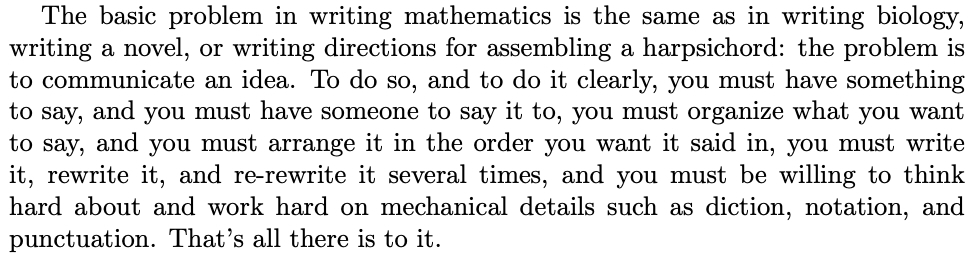 The basic problem in writing mathematics is the same as in writing biology,
writing a novel, or writing directions for assembling a harpsichord: the problem is
to communicate an idea. To do so, and to do it clearly, you must have something
to say, and you must have someone to say it to, you must organize what you want
to say, and you must arrange it in the order you want it said in, you must write
it, rewrite it, and re-rewrite it several times, and you must be willing to think
hard about and work hard on mechanical details such as diction, notation, and
punctuation. That's all there is to it.